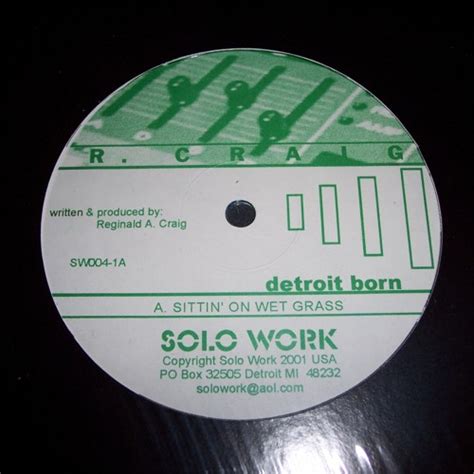 R. CRAIG
written & produced by:
Reginald A. Craig
SW004-1A
detroit born
A. SITTIN' ON WET GRASS
SOLO WORK
Copyright Solo Work 2001 USA
PO Box 32505 Detroit MI 48232
solowork@aol.com